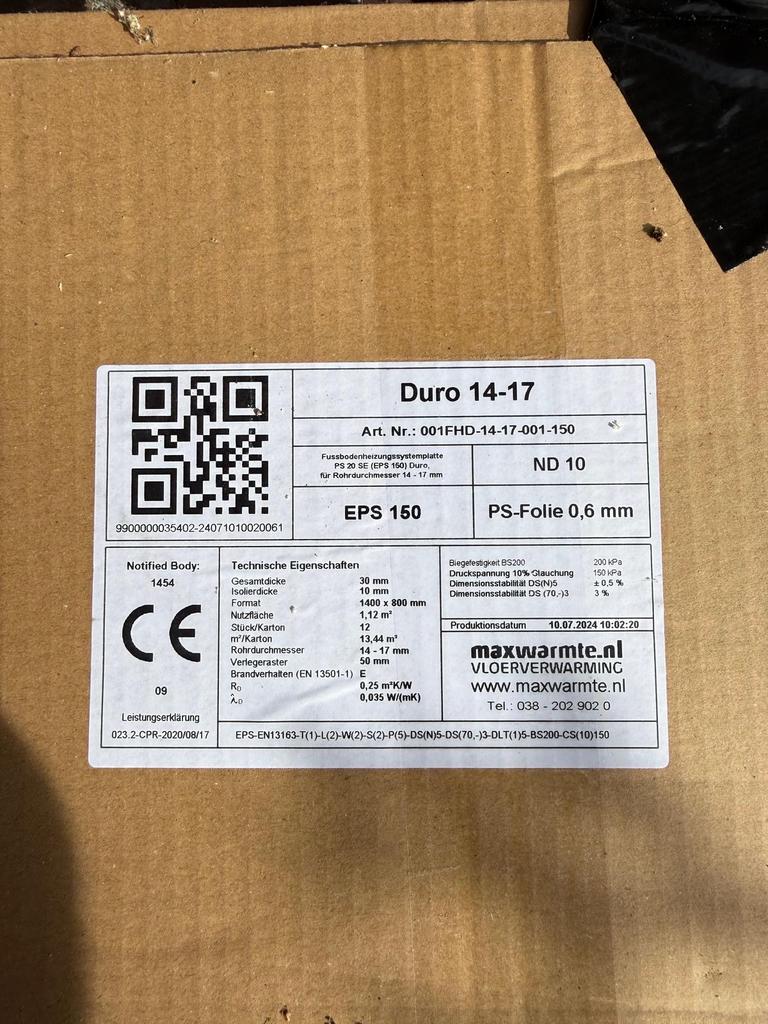 Duro 14-17
Art. Nr.: 001FHD-14-17-001-150
Fussbodenheizungssystemplatte
PS 20 SE (EPS 150) Duro,
für Rohrdurchmesser 14 - 17 mm
ND 10
EPS 150
PS-Folie 0,6 mm
9900000035402-24071010020061
Notified Body:
1454
CE
09
Leistungserklärung
023.2-CPR-2020/08/17
Technische Eigenschaften
Gesamtdicke 30 mm
Isolierdicke 10 mm
Format 1400 x 800 mm
Nutzfläche 1,12 m²
Stück/Karton 12
m²/Karton 13,44 m²
Rohrdurchmesser 14 - 17 mm
Verlegeraster 50 mm
Brandverhalten (EN 13501-1) E
RD 0,25 m²K/W
λD 0,035 W/(mK)
Biegefestigkeit BS200 200 kPa
Druckspannung 10% Stauchung 150 kPa
Dimensionsstabilität DS(N)5 ± 0,5 %
Dimensionsstabilität DS (70,-)3 3 %
Produktionsdatum 10.07.2024 10:02:20
maxwarmte.nl
VLOERVERWARMING
www.maxwarmte.nl
Tel.: 038 - 202 902 0
EPS-EN13163-T(1)-L(2)-W(2)-S(2)-P(5)-DS(N)5-DS(70,-)3-DLT(1)5-BS200-CS(10)150